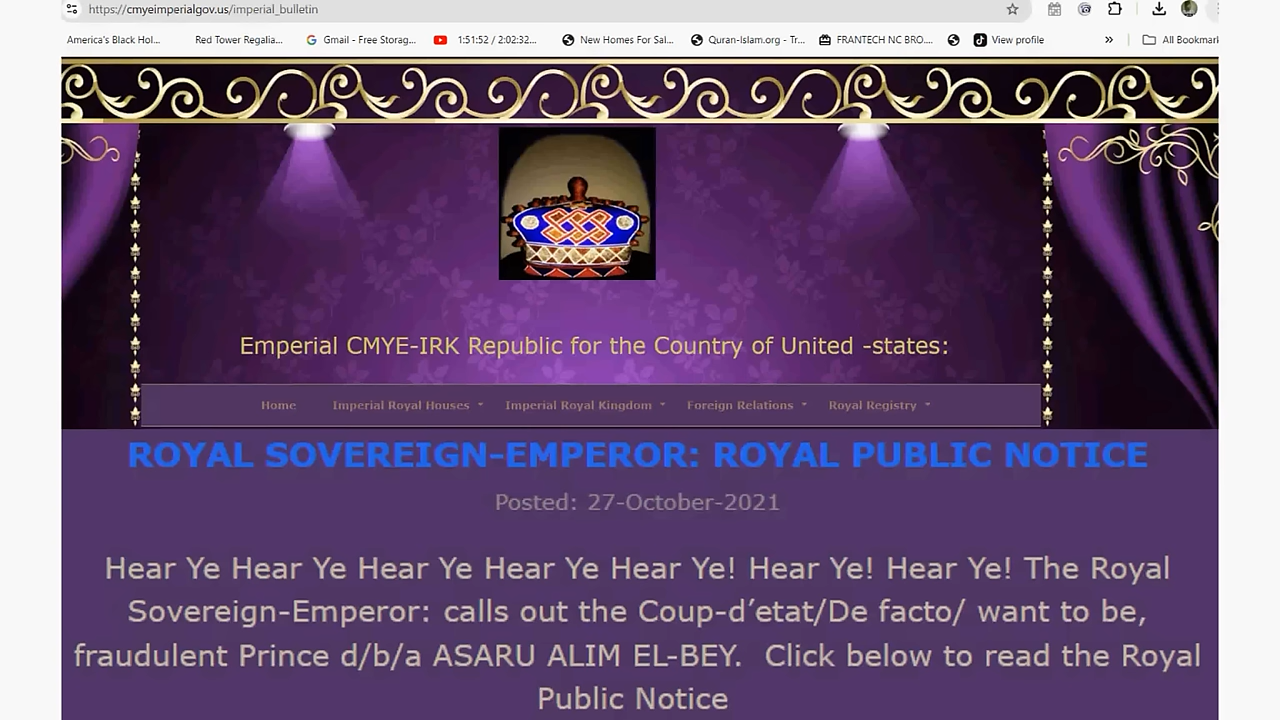 https://cmyeimperialgov.us/imperial_bulletin
America's Black Hol... Red Tower Regalia... Gmail - Free Storag... 1:51:52 / 2:02:32... New Homes For Sal... Quran-Islam.org - Tr... FRANTECH NC BRO.... View profile » All Bookmark
Emperial CMYE-IRK Republic for the Country of United -states:
Home Imperial Royal Houses Imperial Royal Kingdom Foreign Relations Royal Registry
ROYAL SOVEREIGN-EMPEROR: ROYAL PUBLIC NOTICE
Posted: 27-October-2021
Hear Ye Hear Ye Hear Ye Hear Ye Hear Ye! Hear Ye! Hear Ye! The Royal
Sovereign-Emperor: calls out the Coup-d’etat/De facto/ want to be,
fraudulent Prince d/b/a ASARU ALIM EL-BEY.  Click below to read the Royal
Public Notice